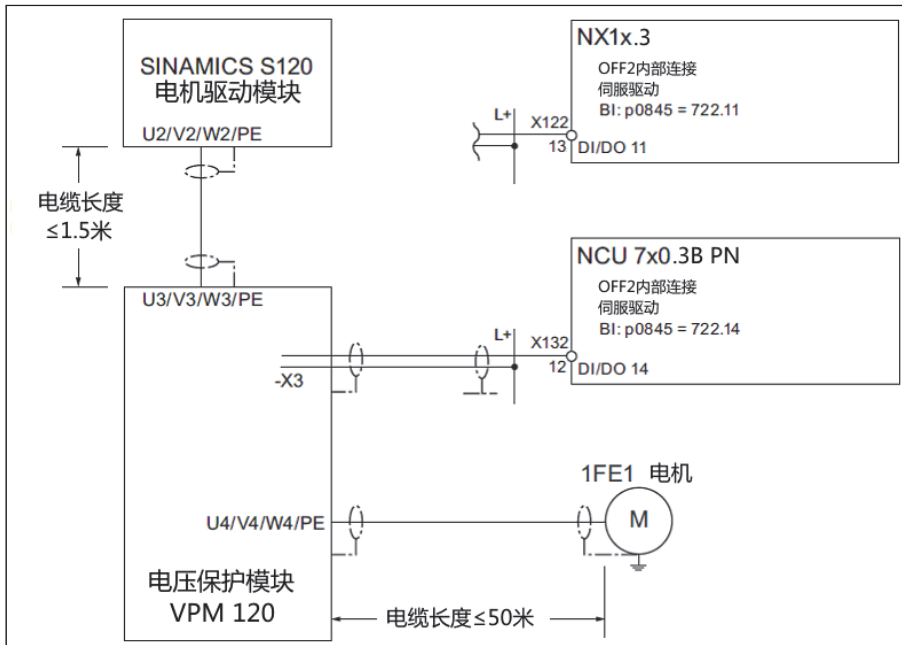 SINAMICS S120
电机驱动模块
U2/V2/W2/PE
电缆长度
≤1.5米
U3/V3/W3/PE
-X3
U4/V4/W4/PE
电压保护模块
VPM 120
NX1x.3
OFF2内部连接
伺服驱动
BI: p0845 = 722.11
L+
X122
13
DI/DO 11
NCU 7x0.3B PN
OFF2内部连接
伺服驱动
BI: p0845 = 722.14
L+
X132
12
DI/DO 14
1FE1 电机
M
电缆长度≤50米